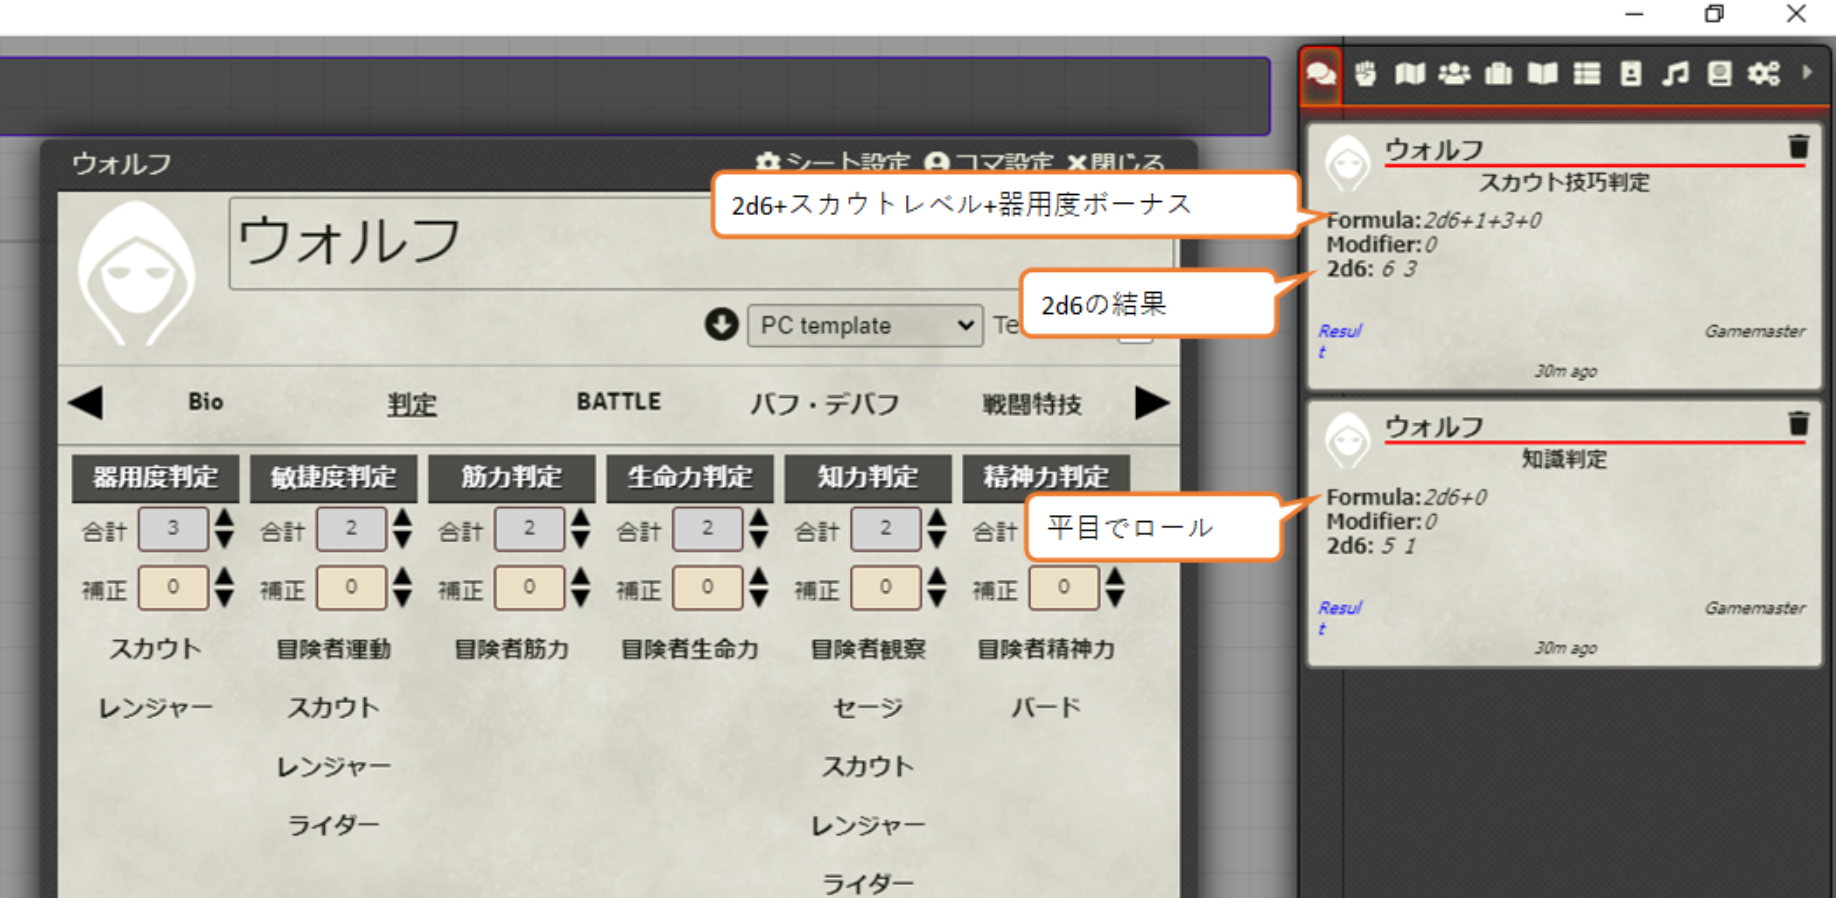 ウォルフ
シート設定 コマ設定 閉じる
ウォルフ
2d6+スカウトレベル+器用度ボーナス
2d6の結果
PC template
Te
Bio 判定 BATTLE バフ・デバフ 戦闘特技
器用度判定 敏捷度判定 筋力判定 生命力判定 知力判定 精神力判定
合計 3 合計 2 合計 2 合計 2 合計 2 合計
平目でロール
補正 0 補正 0 補正 0 補正 0 補正 0 補正 0
スカウト 冒険者運動 冒険者筋力 冒険者生命力 冒険者観察 冒険者精神力
レンジャー スカウト セージ バード
レンジャー スカウト
ライダー レンジャー
ライダー
ウォルフ
スカウト技巧判定
Formula:2d6+1+3+0
Modifier:0
2d6: 6 3
Resul
t
Gamemaster
30m ago
ウォルフ
知識判定
Formula:2d6+0
Modifier:0
2d6: 5 1
Resul
t
Gamemaster
30m ago